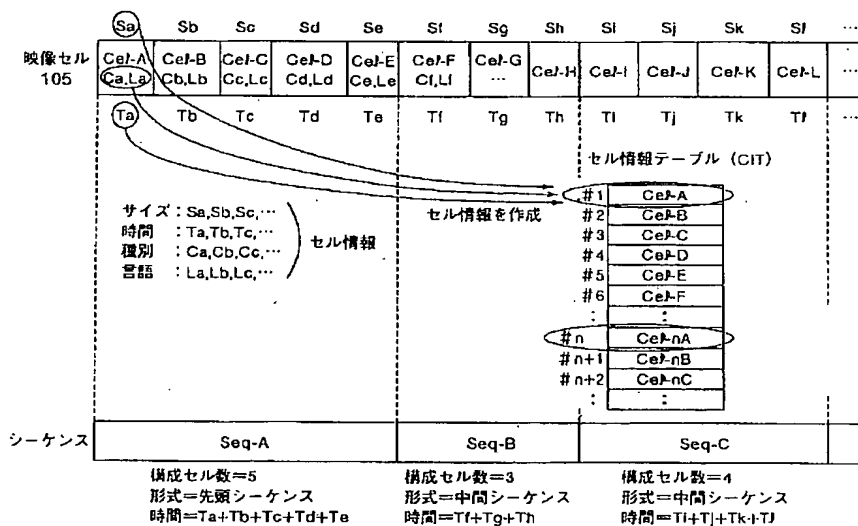 Sa Sb Sc Sd Se Sf Sg Sh Si Sj Sk Sℓ …
映像セル 105
Ceℓ-A Ceℓ-B Ceℓ-C Ceℓ-D Ceℓ-E Ceℓ-F Ceℓ-G Ceℓ-H Ceℓ-I Ceℓ-J Ceℓ-K Ceℓ-L …
Ca,La Cb,Lb Cc,Lc Cd,Ld Ce,Le Cf,Lf …
Ta Tb Tc Td Te Tf Tg Th Ti Tj Tk Tℓ …
セル情報テーブル (CIT)
サイズ:Sa,Sb,Sc,…
時間:Ta,Tb,Tc,…
種別:Ca,Cb,Cc,…
言語:La,Lb,Lc,…
セル情報
セル情報を作成
#1 Ceℓ-A
#2 Ceℓ-B
#3 Ceℓ-C
#4 Ceℓ-D
#5 Ceℓ-E
#6 Ceℓ-F
: :
#n Ceℓ-nA
#n+1 Ceℓ-nB
#n+2 Ceℓ-nC
: :
シーケンス Seq-A Seq-B Seq-C
構成セル数=5
形式=先頭シーケンス
時間=Ta+Tb+Tc+Td+Te
構成セル数=3
形式=中間シーケンス
時間=Tf+Tg+Th
構成セル数=4
形式=中間シーケンス
時間=Ti+Tj+Tk+Tℓ